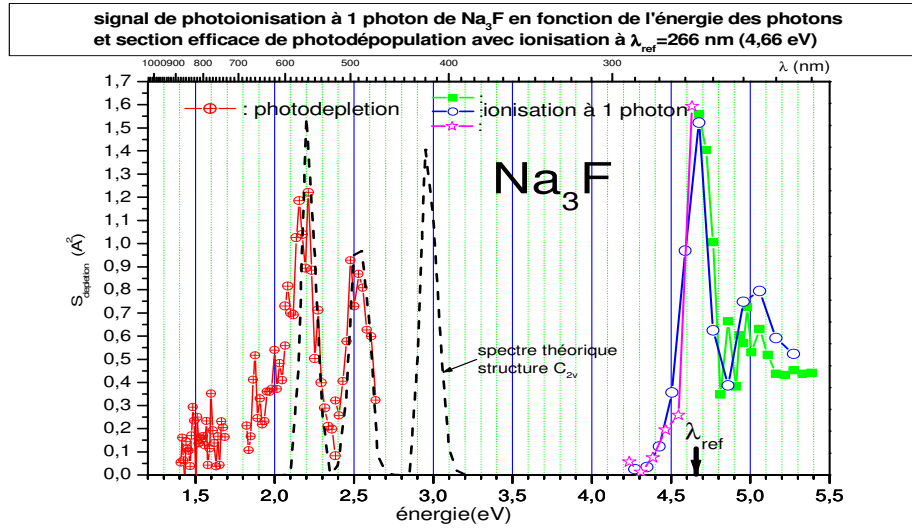 signal de photoionisation à 1 photon de Na₃F en fonction de l'énergie des photons
et section efficace de photodépopulation avec ionisation à λref=266 nm (4,66 eV)
1000 900 800 700 600 500 400 300 λ (nm)
1,7
1,6
1,5
1,4
1,3
1,2
1,1
1,0
0,9
0,8
0,7
0,6
0,5
0,4
0,3
0,2
0,1
0,0
S depletion (A²)
: photodepletion
:
: ionisation à 1 photon
:
Na₃F
spectre théorique
structure C2v
λref
1,5 2,0 2,5 3,0 3,5 4,0 4,5 5,0 5,5
énergie(eV)